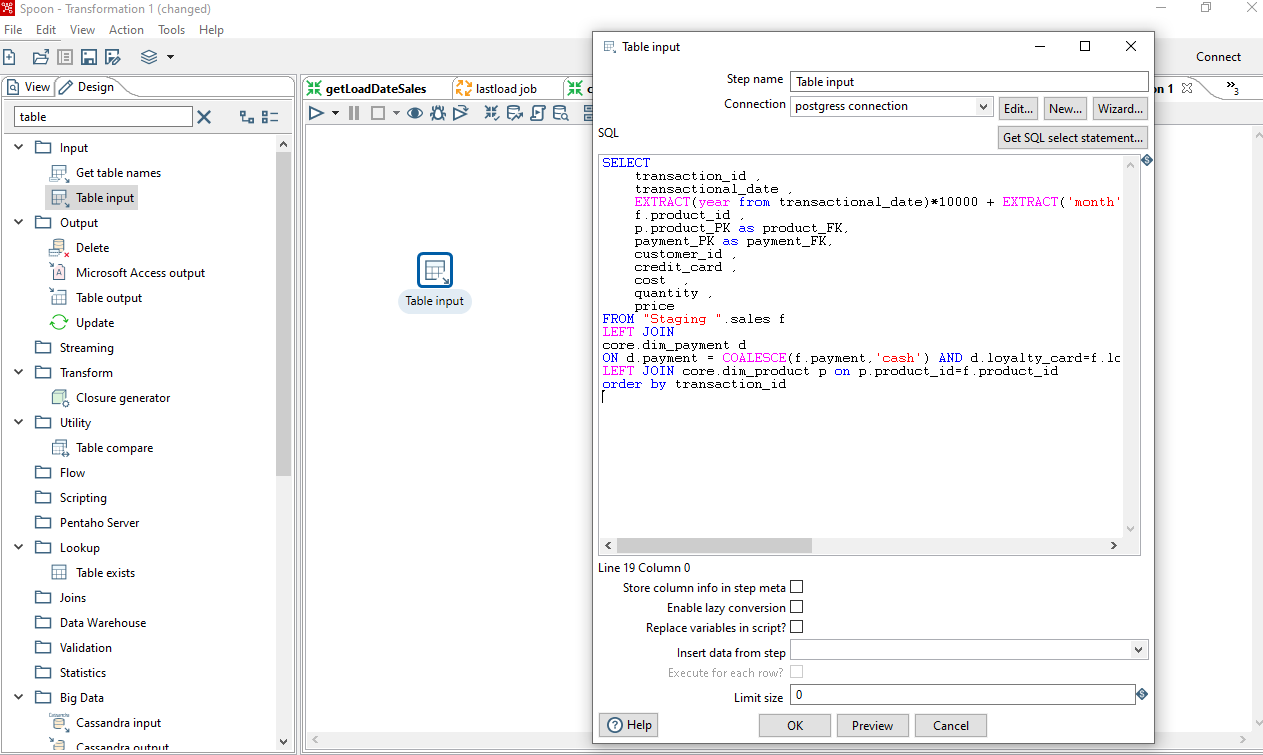 Spoon - Transformation 1 (changed)
File Edit View Action Tools Help
Connect
View Design
getLoadDateSales
lastload job
n 1
3
table
Input
Get table names
Table input
Output
Delete
Microsoft Access output
Table output
Update
Streaming
Transform
Closure generator
Utility
Table compare
Flow
Scripting
Pentaho Server
Lookup
Table exists
Joins
Data Warehouse
Validation
Statistics
Big Data
Cassandra input
Cassandra output
Table input
Table input
Step name Table input
Connection postgress connection Edit... New... Wizard...
SQL Get SQL select statement...
SELECT
transaction_id ,
transactional_date ,
EXTRACT(year from transactional_date)*10000 + EXTRACT('month'
f.product_id ,
p.product_PK as product_FK,
payment_PK as payment_FK,
customer_id ,
credit_card ,
cost ,
quantity ,
price
FROM "Staging ".sales f
LEFT JOIN
core.dim_payment d
ON d.payment = COALESCE(f.payment,'cash') AND d.loyalty_card=f.lo
LEFT JOIN core.dim_product p on p.product_id=f.product_id
order by transaction_id
Line 19 Column 0
Store column info in step meta
Enable lazy conversion
Replace variables in script?
Insert data from step
Execute for each row?
Limit size 0
Help OK Preview Cancel